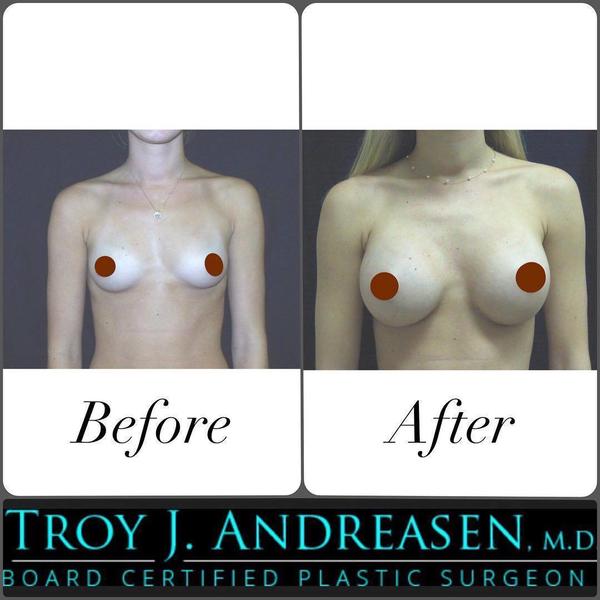 Before
After
TROY J. ANDREASEN, M.D
BOARD CERTIFIED PLASTIC SURGEON